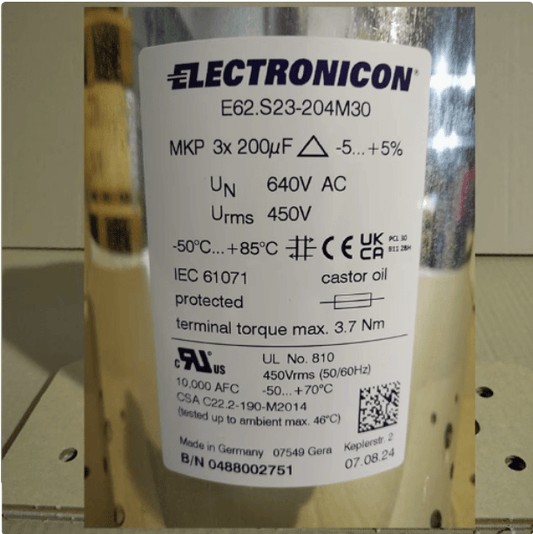 ELECTRONICON®
E62.S23-204M30
MKP 3x 200µF △ -5...+5%
UN 640V AC
Urms 450V
-50°C...+85°C CE UK CA
IEC 61071 castor oil
protected
terminal torque max. 3.7 Nm
c RU US UL No. 810
450Vrms (50/60Hz)
10,000 AFC -50...+70°C
CSA C22.2-190-M2014
(tested up to ambient max. 46°C)
Made in Germany 07549 Gera Keplerstr. 2
B/N 0488002751 07.08.24